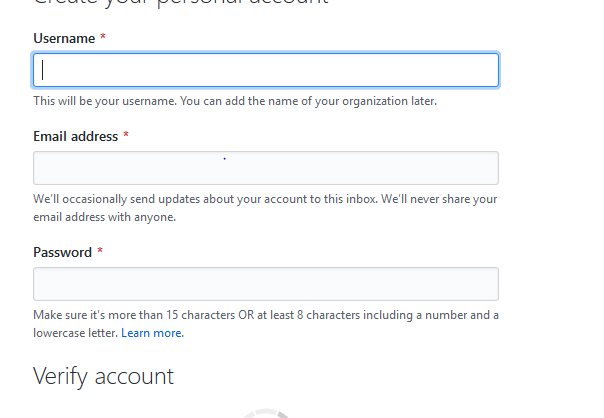 Create your personal account
Username *
This will be your username. You can add the name of your organization later.
Email address *
We'll occasionally send updates about your account to this inbox. We'll never share your
email address with anyone.
Password *
Make sure it's more than 15 characters OR at least 8 characters including a number and a
lowercase letter. Learn more.
Verify account